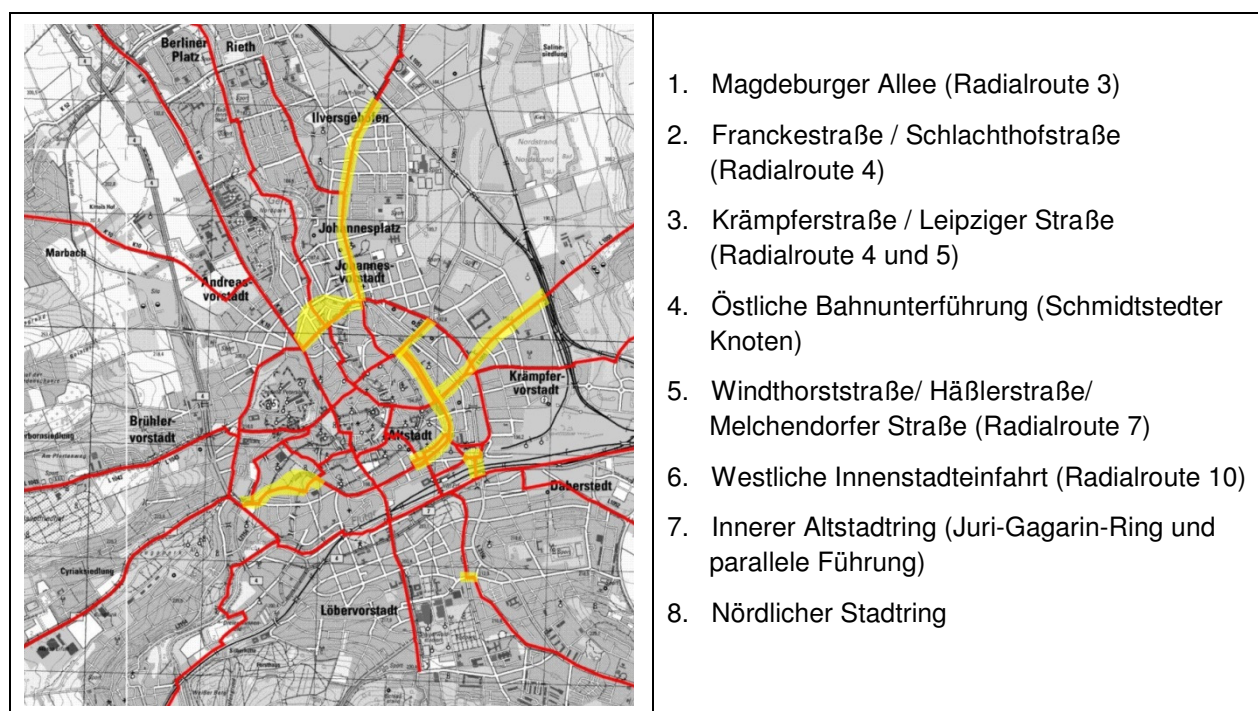 Berliner
Platz
Rieth
Ilversgehofen
Johannesplatz
Johannes-
vorstadt
Marbach
Andreas-
vorstadt
Krämpfer-
vorstadt
Brühler-
vorstadt
Altstadt
Daberstedt
Cyriaksiedlung
Löbervorstadt
1. Magdeburger Allee (Radialroute 3)
2. Franckestraße / Schlachthofstraße
(Radialroute 4)
3. Krämpferstraße / Leipziger Straße
(Radialroute 4 und 5)
4. Östliche Bahnunterführung (Schmidtstedter
Knoten)
5. Windthorststraße/ Häßlerstraße/
Melchendorfer Straße (Radialroute 7)
6. Westliche Innenstadteinfahrt (Radialroute 10)
7. Innerer Altstadtring (Juri-Gagarin-Ring und
parallele Führung)
8. Nördlicher Stadtring